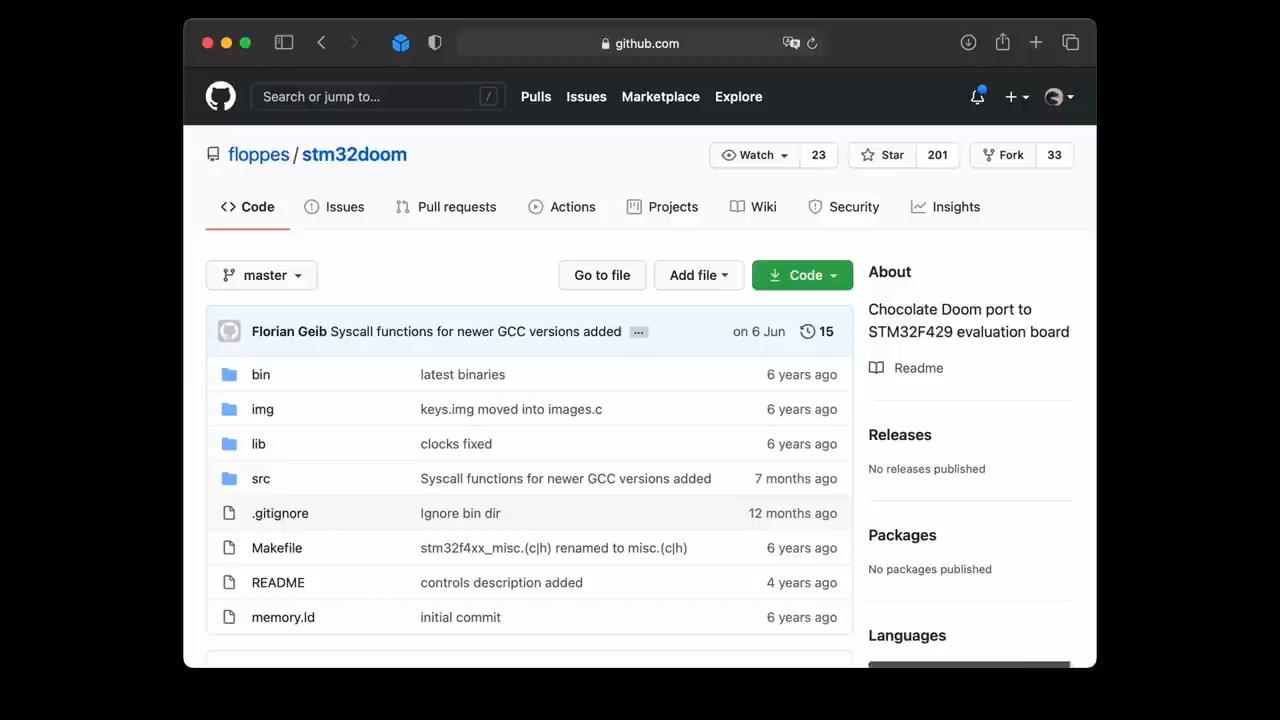 github.com
Search or jump to... /
Pulls Issues Marketplace Explore
floppes / stm32doom
Watch 23 Star 201 Fork 33
Code Issues Pull requests Actions Projects Wiki Security Insights
master Go to file Add file Code
Florian Geib Syscall functions for newer GCC versions added ... on 6 Jun 15
bin latest binaries 6 years ago
img keys.img moved into images.c 6 years ago
lib clocks fixed 6 years ago
src Syscall functions for newer GCC versions added 7 months ago
.gitignore Ignore bin dir 12 months ago
Makefile stm32f4xx_misc.(c|h) renamed to misc.(c|h) 6 years ago
README controls description added 4 years ago
memory.ld initial commit 6 years ago
About
Chocolate Doom port to
STM32F429 evaluation board
Readme
Releases
No releases published
Packages
No packages published
Languages